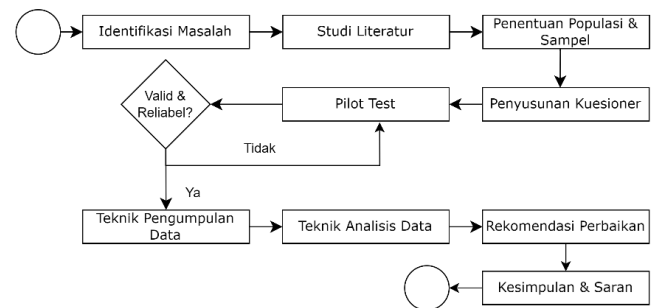 Identifikasi Masalah
Studi Literatur
Penentuan Populasi &
Sampel
Penyusunan Kuesioner
Pilot Test
Valid &
Reliabel?
Tidak
Ya
Teknik Pengumpulan
Data
Teknik Analisis Data
Rekomendasi Perbaikan
Kesimpulan & Saran